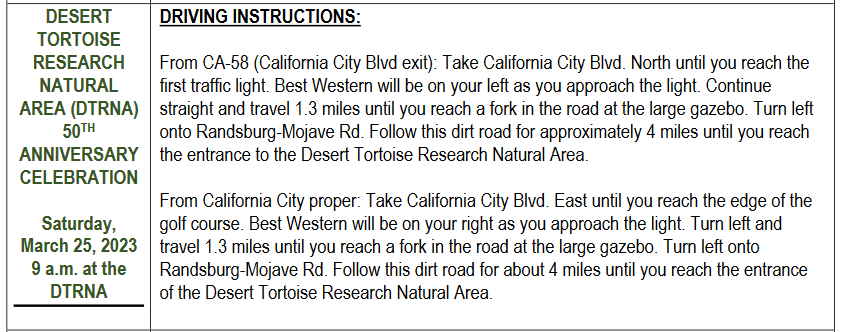 DESERT
TORTOISE
RESEARCH
NATURAL
AREA (DTRNA)
50TH
ANNIVERSARY
CELEBRATION
Saturday,
March 25, 2023
9 a.m. at the
DTRNA
DRIVING INSTRUCTIONS:
From CA-58 (California City Blvd exit): Take California City Blvd. North until you reach the
first traffic light. Best Western will be on your left as you approach the light. Continue
straight and travel 1.3 miles until you reach a fork in the road at the large gazebo. Turn left
onto Randsburg-Mojave Rd. Follow this dirt road for approximately 4 miles until you reach
the entrance to the Desert Tortoise Research Natural Area.
From California City proper: Take California City Blvd. East until you reach the edge of the
golf course. Best Western will be on your right as you approach the light. Turn left and
travel 1.3 miles until you reach a fork in the road at the large gazebo. Turn left onto
Randsburg-Mojave Rd. Follow this dirt road for about 4 miles until you reach the entrance
of the Desert Tortoise Research Natural Area.